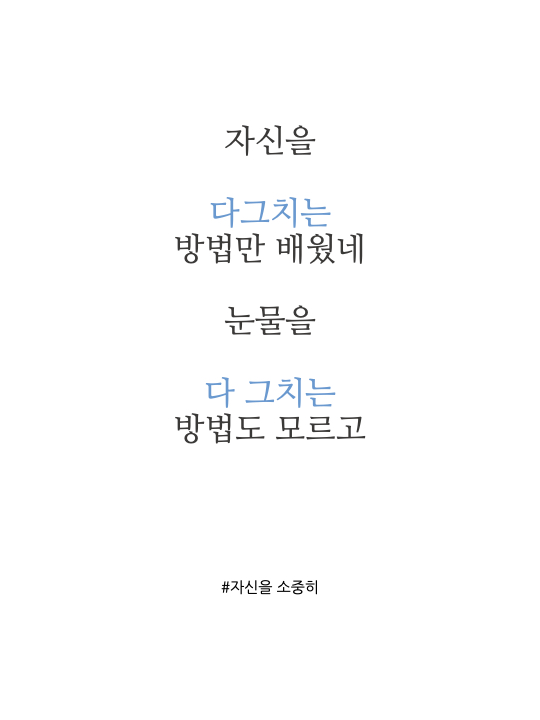 자신을
다그치는
방법만 배웠네
눈물을
다 그치는
방법도 모르고
#자신을 소중히